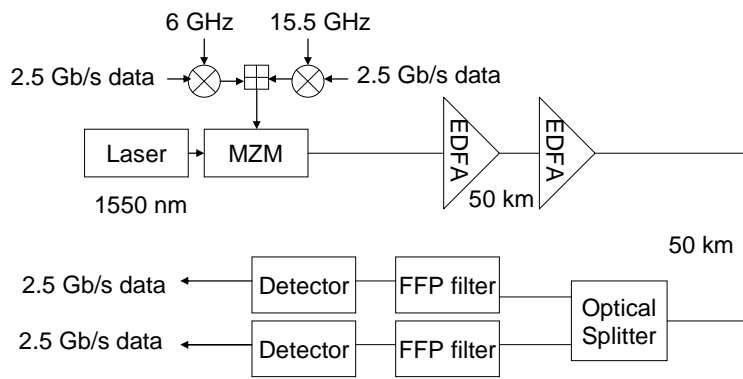 6 GHz
15.5 GHz
2.5 Gb/s data
2.5 Gb/s data
Laser
MZM
EDFA
EDFA
1550 nm
50 km
50 km
2.5 Gb/s data
Detector
FFP filter
Optical
Splitter
2.5 Gb/s data
Detector
FFP filter